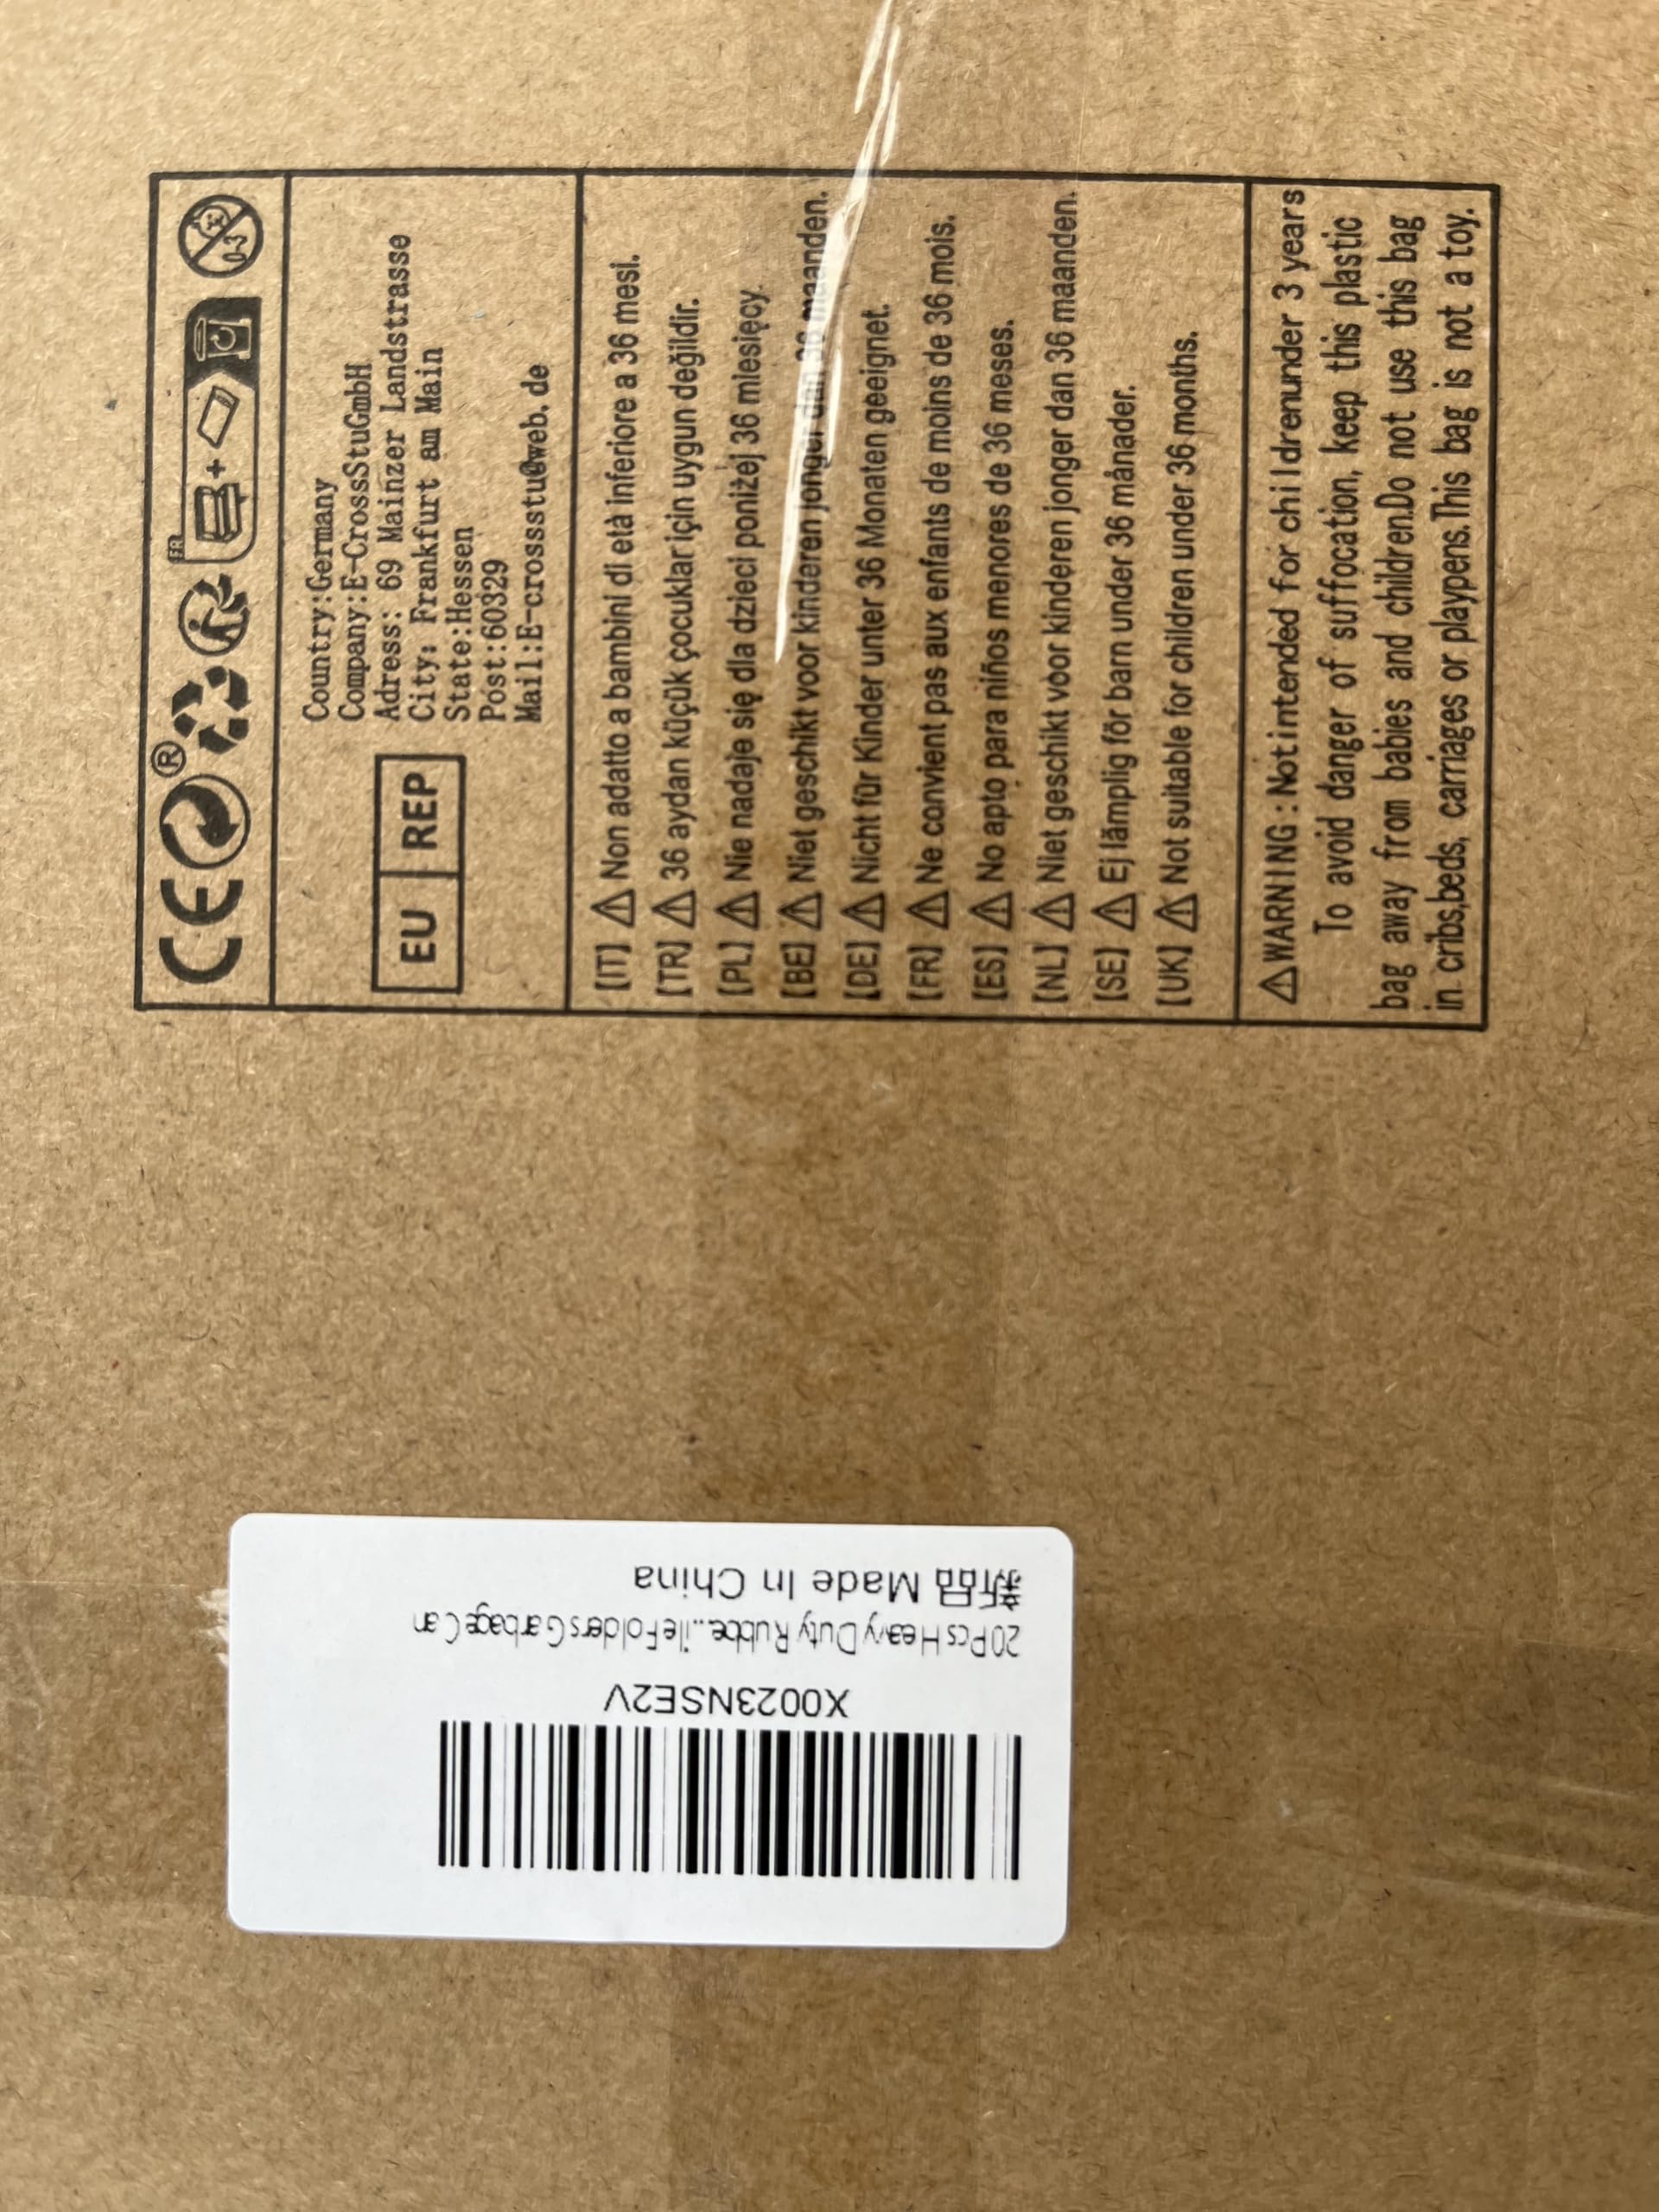 CE ®
FR
0-3
EU REP
Country:Germany
Company:E-CrossStuGmbH
Adress: 69 Mainzer Landstrasse
City: Frankfurt am Main
State:Hessen
Post:60329
Mail:E-crossstu@web.de
[IT] ⚠ Non adatto a bambini di età inferiore a 36 mesi.
[TR] ⚠ 36 aydan küçük çocuklar için uygun değildir.
[PL] ⚠ Nie nadaje się dla dzieci poniżej 36 miesięcy.
[BE] ⚠ Niet geschikt voor kinderen jonger dan 36 maanden.
[DE] ⚠ Nicht für Kinder unter 36 Monaten geeignet.
[FR] ⚠ Ne convient pas aux enfants de moins de 36 mois.
[ES] ⚠ No apto para niños menores de 36 meses.
[NL] ⚠ Niet geschikt voor kinderen jonger dan 36 maanden.
[SE] ⚠ Ej lämplig för barn under 36 månader.
[UK] ⚠ Not suitable for children under 36 months.
⚠WARNING:Not intended for childrenunder 3 years
To avoid danger of suffocation, keep this plastic
bag away from babies and children.Do not use this bag
in cribs,beds, carriages or playpens.This bag is not a toy.
X0023NSE2V
20Pcs Heavy Duty Rubbe...ile Folders Garbage Can
新品 Made In China